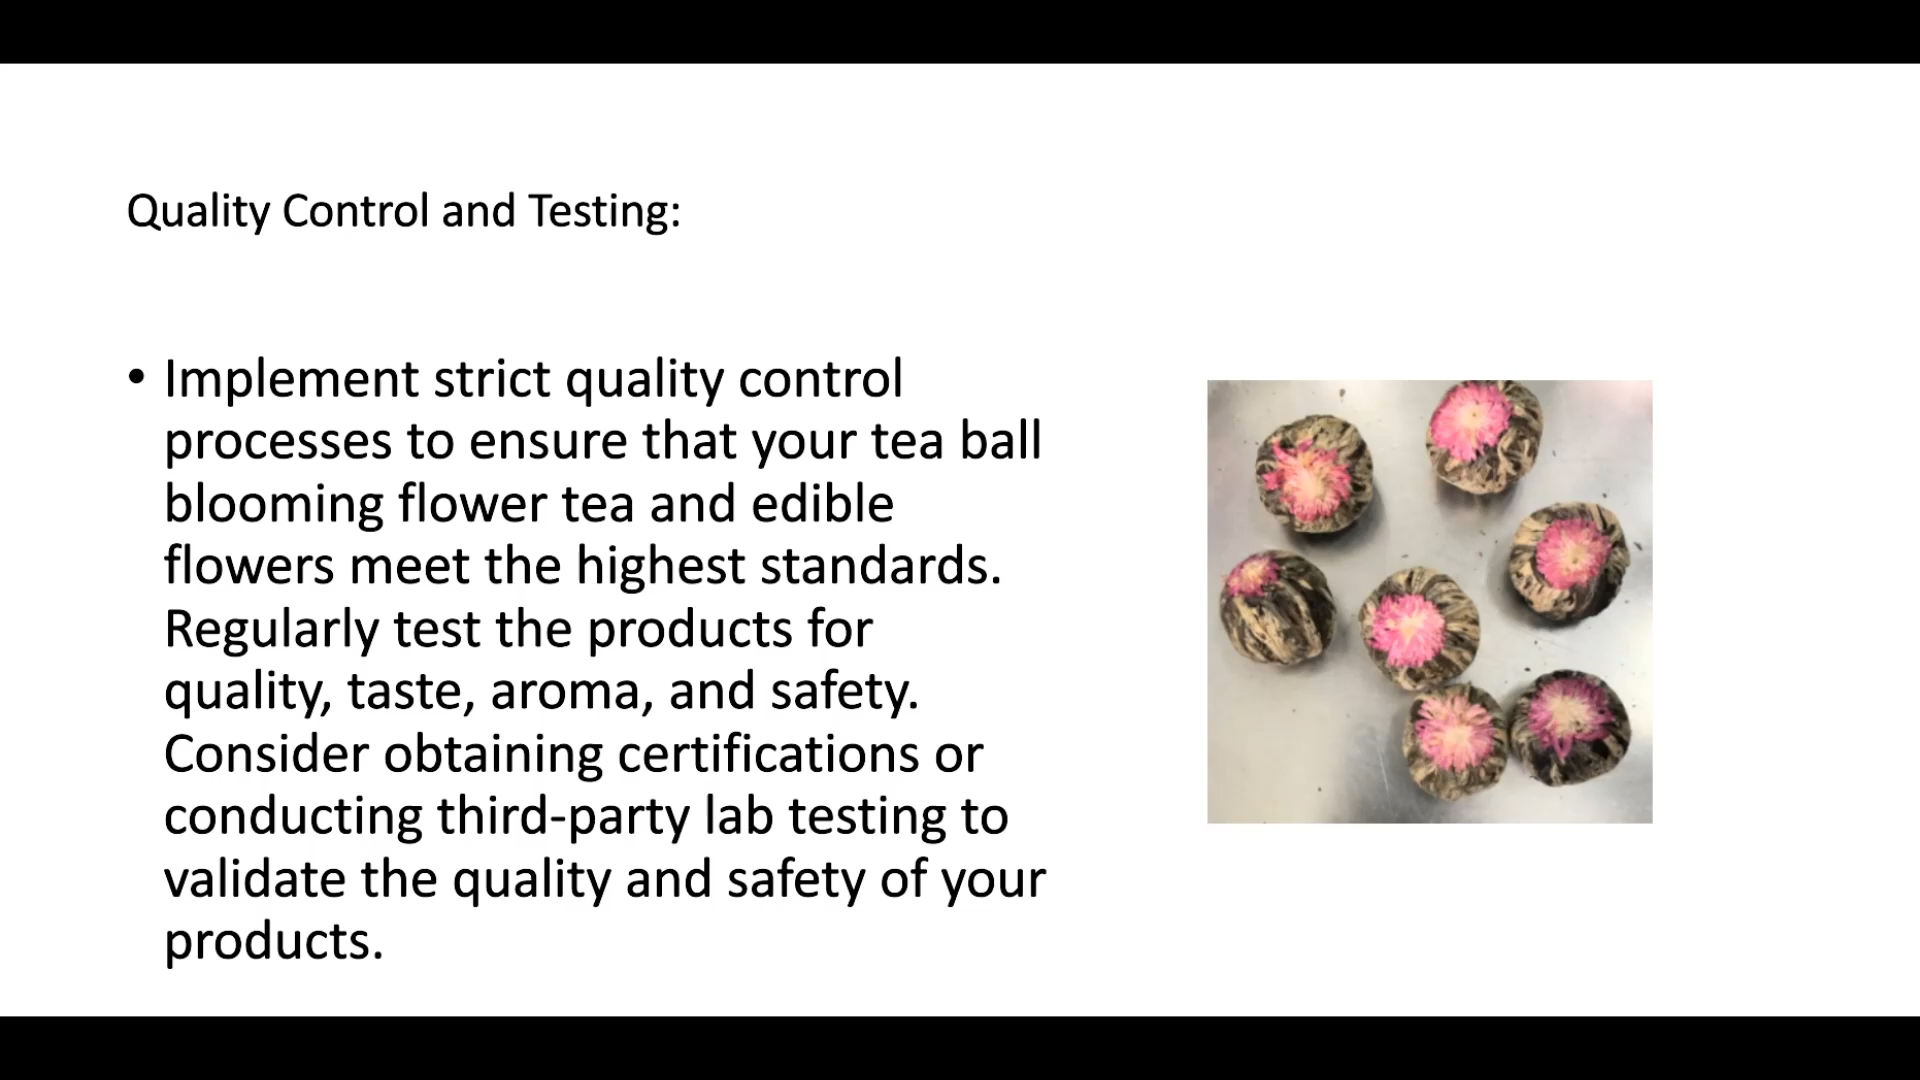 Quality Control and Testing:
• Implement strict quality control
processes to ensure that your tea ball
blooming flower tea and edible
flowers meet the highest standards.
Regularly test the products for
quality, taste, aroma, and safety.
Consider obtaining certifications or
conducting third-party lab testing to
validate the quality and safety of your
products.